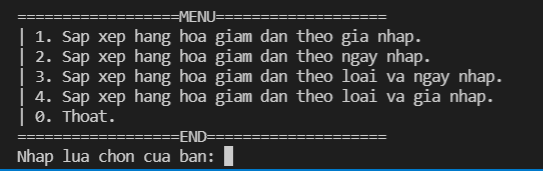 ==================MENU===================
| 1. Sap xep hang hoa giam dan theo gia nhap.
| 2. Sap xep hang hoa giam dan theo ngay nhap.
| 3. Sap xep hang hoa giam dan theo loai va ngay nhap.
| 4. Sap xep hang hoa giam dan theo loai va gia nhap.
| 0. Thoat.
==================END====================
Nhap lua chon cua ban: